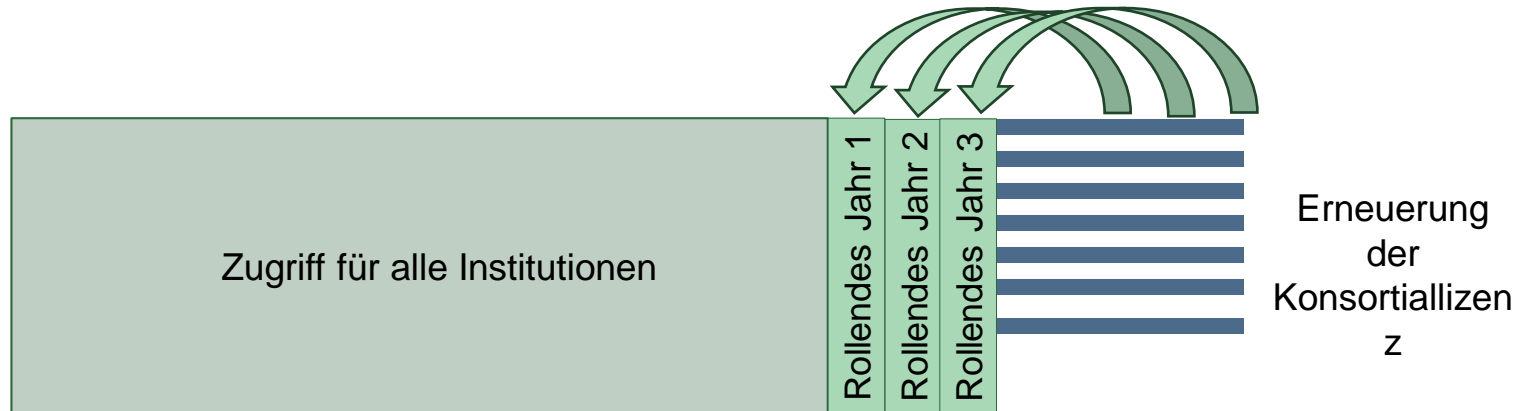 Zugriff für alle Institutionen
Rollendes Jahr 1
Rollendes Jahr 2
Rollendes Jahr 3
Erneuerung
der
Konsortiallizen
z